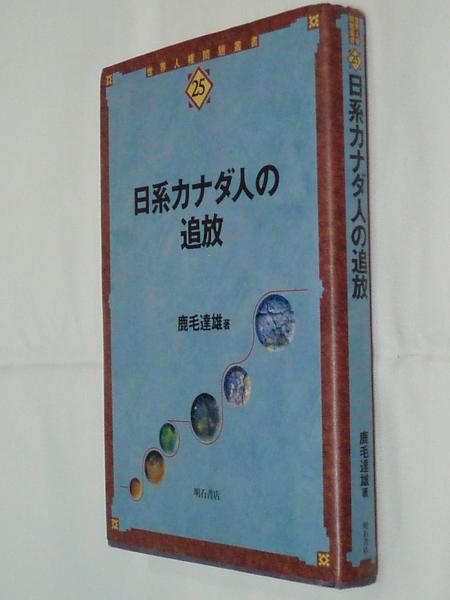 世界人権問題叢書
25
日系カナダ人の
追放
鹿毛達雄著
明石書店
25
日系カナダ人の追放
鹿毛達雄 著
明石書店